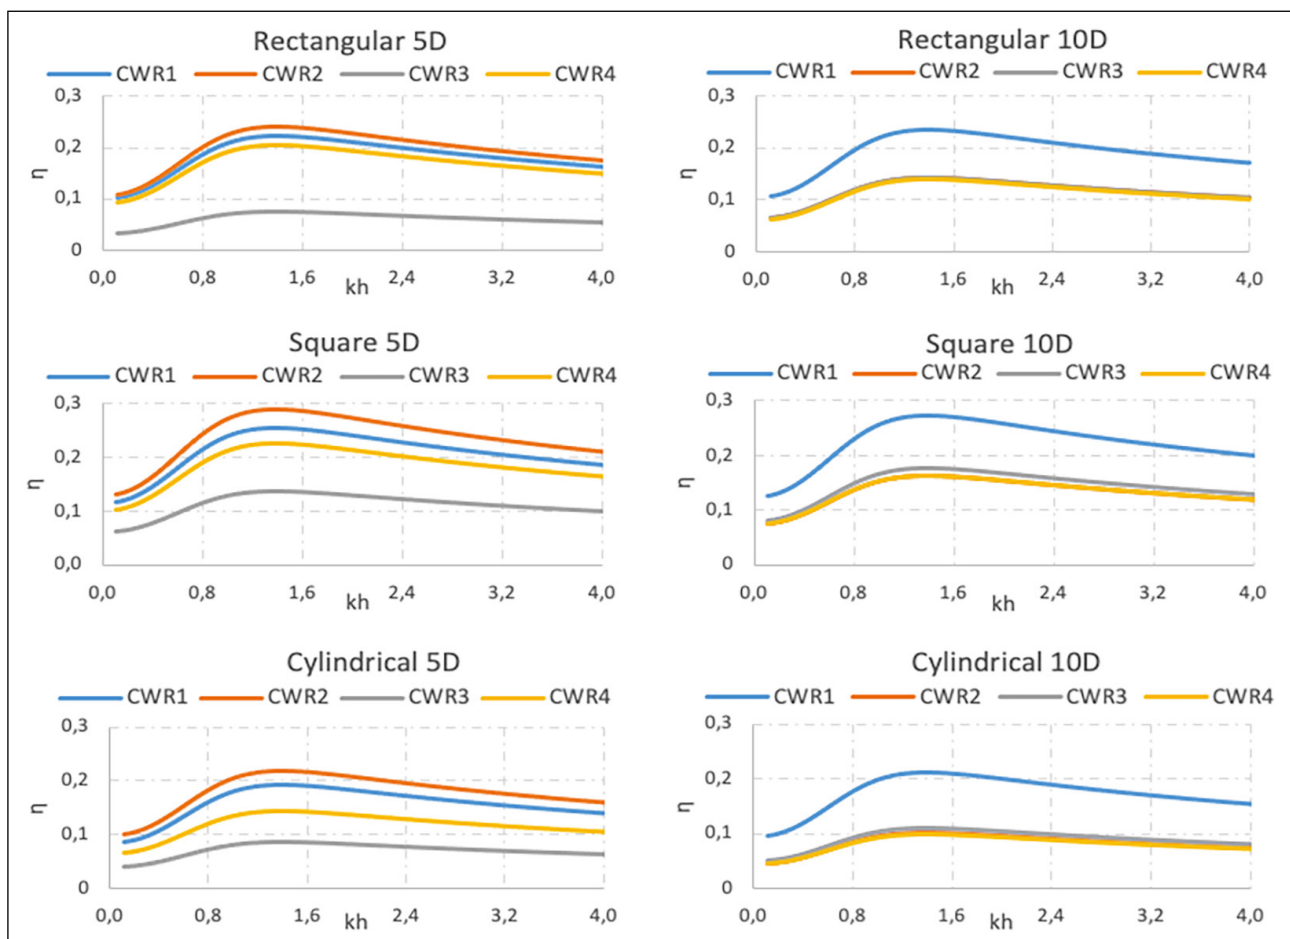 Rectangular 5D
CWR1 CWR2 CWR3 CWR4
0,3
0,2
η
0,1
0
0,0 0,8 1,6 2,4 3,2 4,0
kh
Rectangular 10D
CWR1 CWR2 CWR3 CWR4
0,3
0,2
η
0,1
0
0,0 0,8 1,6 2,4 3,2 4,0
kh
Square 5D
CWR1 CWR2 CWR3 CWR4
0,3
0,2
η
0,1
0,0
0,0 0,8 1,6 2,4 3,2 4,0
kh
Square 10D
CWR1 CWR2 CWR3 CWR4
0,3
0,2
η
0,1
0
0,0 0,8 1,6 2,4 3,2 4,0
kh
Cylindrical 5D
CWR1 CWR2 CWR3 CWR4
0,3
0,2
η
0,1
0
0,0 0,8 1,6 2,4 3,2 4,0
kh
Cylindrical 10D
CWR1 CWR2 CWR3 CWR4
0,3
0,2
η
0,1
0
0,0 0,8 1,6 2,4 3,2 4,0
kh